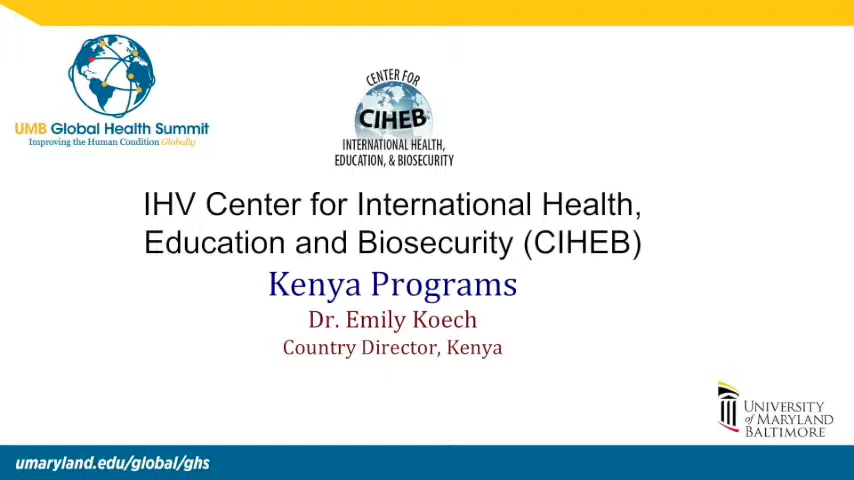 UMB Global Health Summit
Improving the Human Condition Globally
CENTER FOR
CIHEB
INTERNATIONAL HEALTH,
EDUCATION, & BIOSECURITY
IHV Center for International Health,
Education and Biosecurity (CIHEB)
Kenya Programs
Dr. Emily Koech
Country Director, Kenya
UNIVERSITY
of MARYLAND
BALTIMORE
umaryland.edu/global/ghs